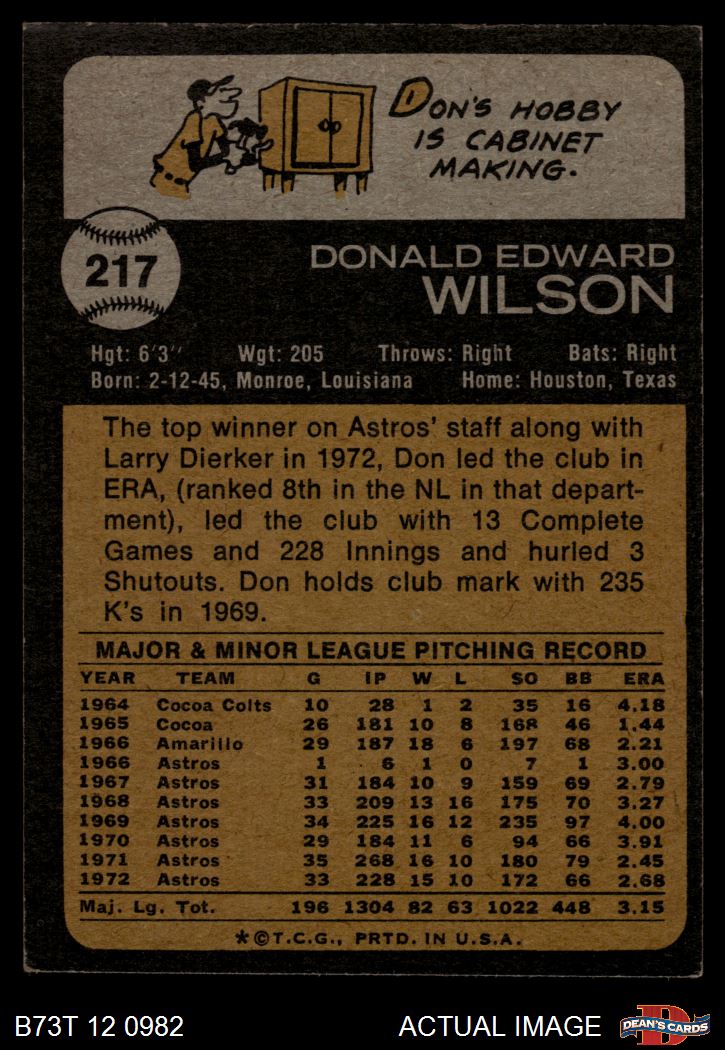 DON'S HOBBY
IS CABINET
MAKING.
217
DONALD EDWARD
WILSON
Hgt: 6'3" Wgt: 205 Throws: Right Bats: Right
Born: 2-12-45, Monroe, Louisiana Home: Houston, Texas
The top winner on Astros' staff along with
Larry Dierker in 1972, Don led the club in
ERA, (ranked 8th in the NL in that depart-
ment), led the club with 13 Complete
Games and 228 Innings and hurled 3
Shutouts. Don holds club mark with 235
K's in 1969.
MAJOR & MINOR LEAGUE PITCHING RECORD
YEAR TEAM G IP W L SO BB ERA
1964 Cocoa Colts 10 28 1 2 35 16 4.18
1965 Cocoa 26 181 10 8 168 46 1.44
1966 Amarillo 29 187 18 6 197 68 2.21
1966 Astros 1 6 1 0 7 1 3.00
1967 Astros 31 184 10 9 159 69 2.79
1968 Astros 33 209 13 16 175 70 3.27
1969 Astros 34 225 16 12 235 97 4.00
1970 Astros 29 184 11 6 94 66 3.91
1971 Astros 35 268 16 10 180 79 2.45
1972 Astros 33 228 15 10 172 66 2.68
Maj. Lg. Tot. 196 1304 82 63 1022 448 3.15
*©T.C.G., PRTD. IN U.S.A.
B73T 12 0982 ACTUAL IMAGE DEAN'S CARDS